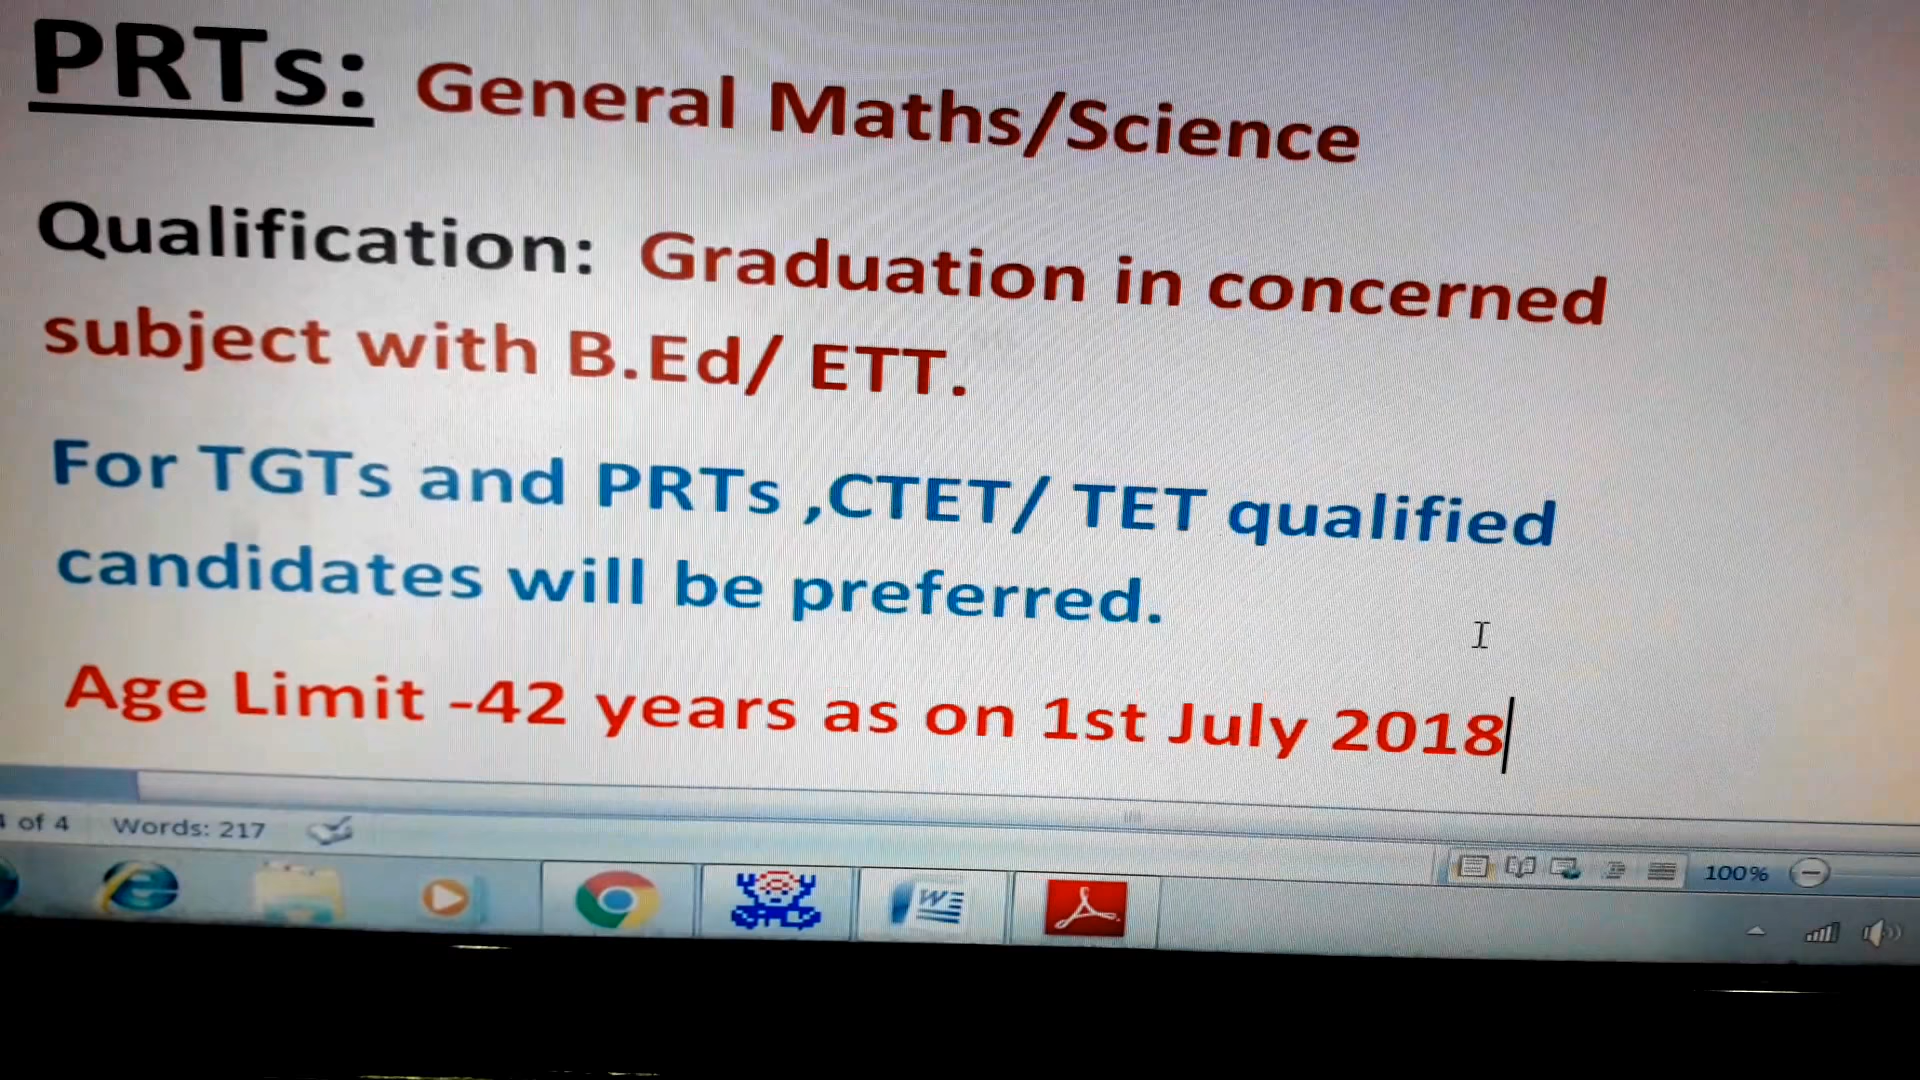 PRTs: General Maths/Science
Qualification: Graduation in concerned
subject with B.Ed/ ETT.
For TGTs and PRTs ,CTET/ TET qualified
candidates will be preferred.
Age Limit -42 years as on 1st July 2018
of 4 Words: 217
100%